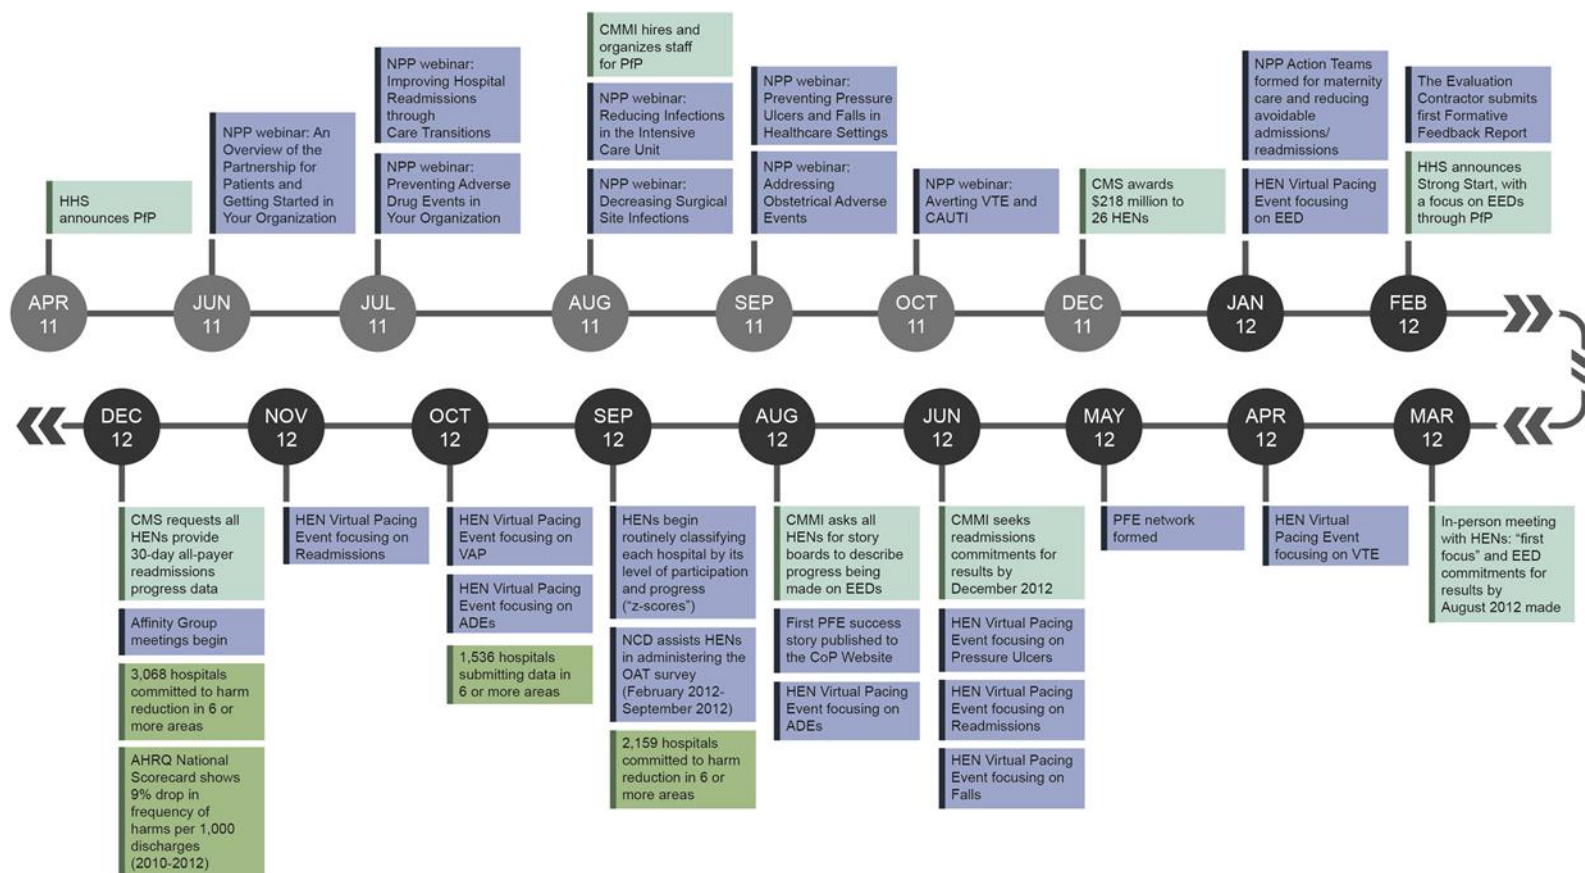 HHS
announces PfP
NPP webinar: An
Overview of the
Partnership for
Patients and
Getting Started in
Your Organization
NPP webinar:
Improving Hospital
Readmissions
through
Care Transitions
NPP webinar:
Preventing Adverse
Drug Events in
Your Organization
CMMI hires and
organizes staff
for PfP
NPP webinar:
Reducing Infections
in the Intensive
Care Unit
NPP webinar:
Decreasing Surgical
Site Infections
NPP webinar:
Preventing Pressure
Ulcers and Falls in
Healthcare Settings
NPP webinar:
Addressing
Obstetrical Adverse
Events
NPP webinar:
Averting VTE and
CAUTI
CMS awards
$218 million to
26 HENs
NPP Action Teams
formed for maternity
care and reducing
avoidable
admissions/
readmissions
HEN Virtual Pacing
Event focusing
on EED
The Evaluation
Contractor submits
first Formative
Feedback Report
HHS announces
Strong Start, with
a focus on EEDs
through PfP
APR
11
JUN
11
JUL
11
AUG
11
SEP
11
OCT
11
DEC
11
JAN
12
FEB
12
DEC
12
NOV
12
OCT
12
SEP
12
AUG
12
JUN
12
MAY
12
APR
12
MAR
12
CMS requests all
HENs provide
30-day all-payer
readmissions
progress data
Affinity Group
meetings begin
3,068 hospitals
committed to harm
reduction in 6 or
more areas
AHRQ National
Scorecard shows
9% drop in
frequency of
harms per 1,000
discharges
(2010-2012)
HEN Virtual Pacing
Event focusing on
Readmissions
HEN Virtual Pacing
Event focusing on
VAP
HEN Virtual Pacing
Event focusing on
ADEs
1,536 hospitals
submitting data in
6 or more areas
HENs begin
routinely classifying
each hospital by its
level of participation
and progress
("z-scores")
NCD assists HENs
in administering the
OAT survey
(February 2012-
September 2012)
2,159 hospitals
committed to harm
reduction in 6 or
more areas
CMMI asks all
HENs for story
boards to describe
progress being
made on EEDs
First PFE success
story published to
the CoP Website
HEN Virtual Pacing
Event focusing on
ADEs
CMMI seeks
readmissions
commitments for
results by
December 2012
HEN Virtual Pacing
Event focusing on
Pressure Ulcers
HEN Virtual Pacing
Event focusing on
Readmissions
HEN Virtual Pacing
Event focusing on
Falls
PFE network
formed
HEN Virtual
Pacing Event
focusing on VTE
In-person meeting
with HENs: “first
focus” and EED
commitments for
results by
August 2012 made